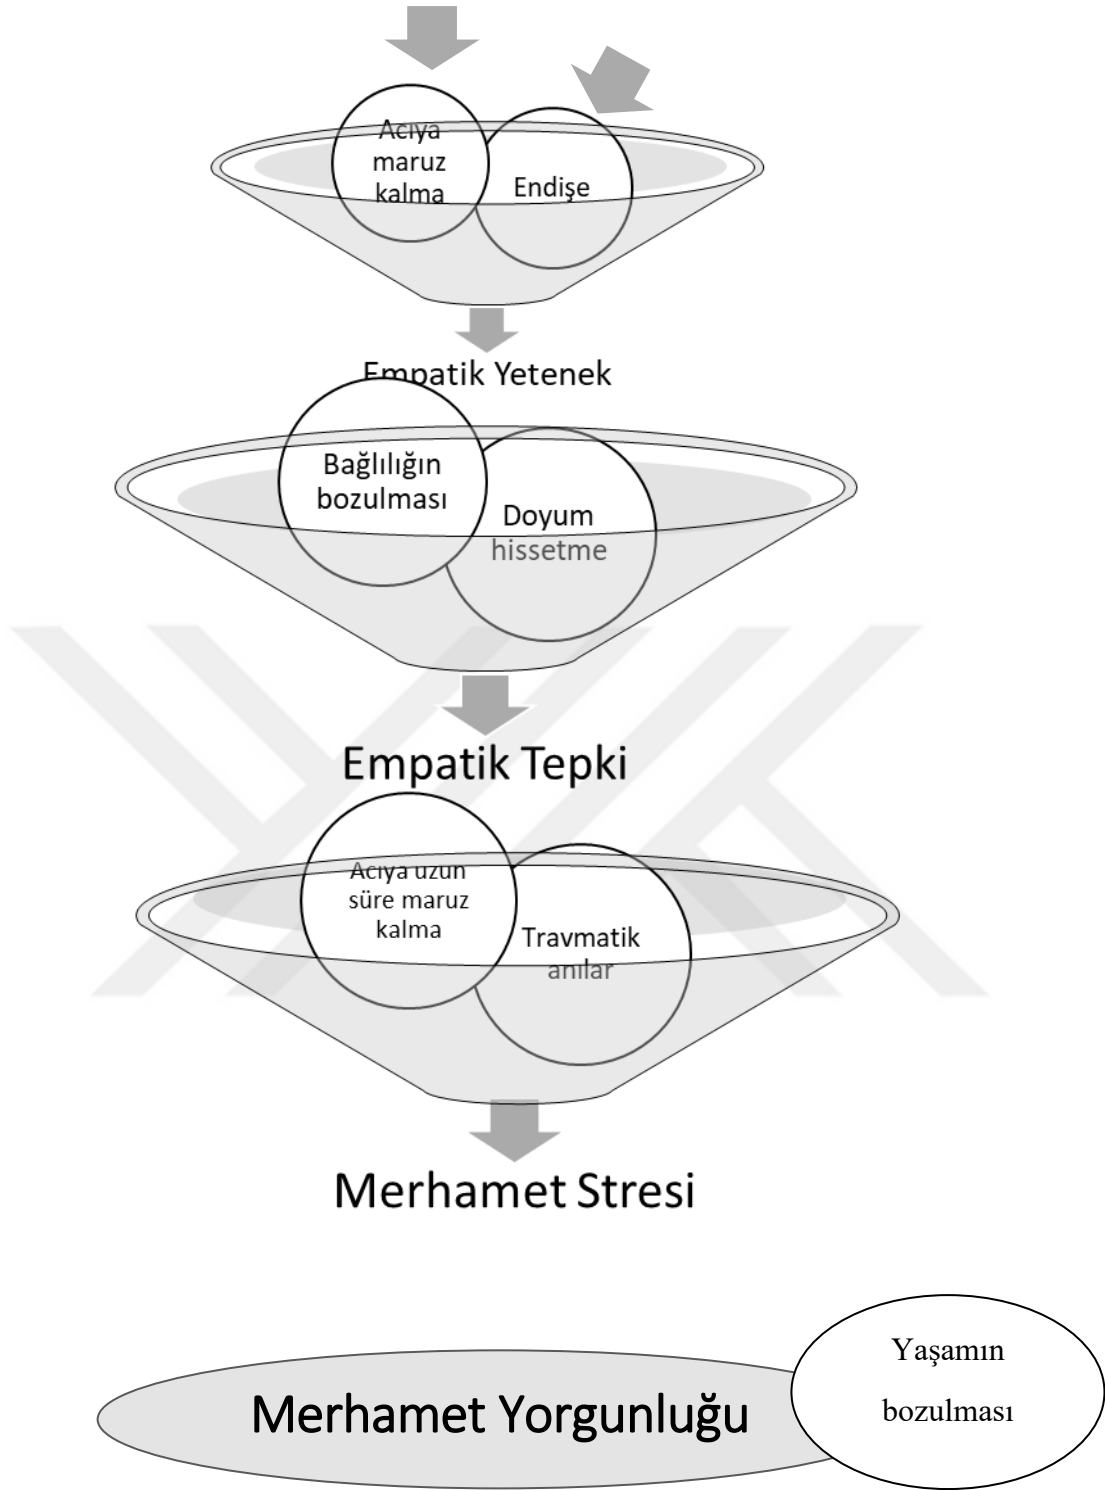 Acıya
maruz
kalma
Endişe
Empatik Yetenek
Bağlılığın
bozulması
Doyum
hissetme
Empatik Tepki
Acıya uzun
süre maruz
kalma
Travmatik
anılar
Merhamet Stresi
Merhamet Yorgunluğu
Yaşamın
bozulması